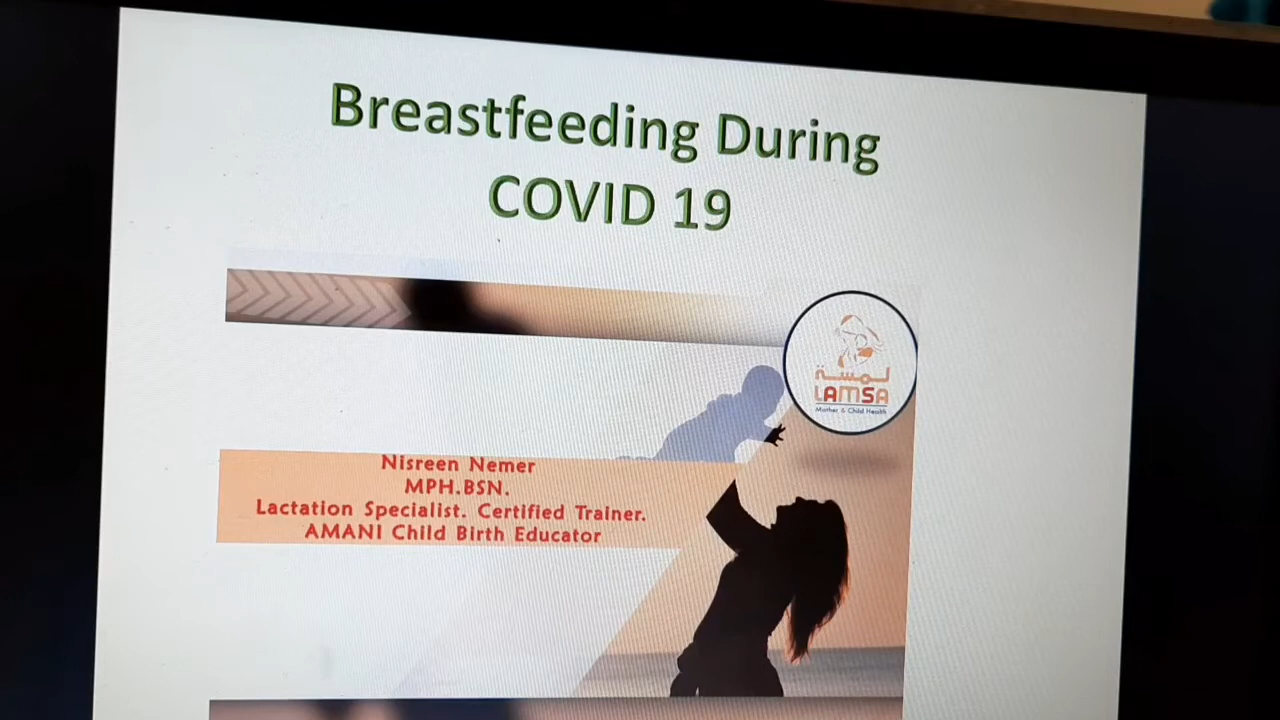 Breastfeeding During
COVID 19
لمسة
LAMSA
Mother & Child Health
Nisreen Nemer
MPH.BSN.
Lactation Specialist. Certified Trainer.
AMANI Child Birth Educator